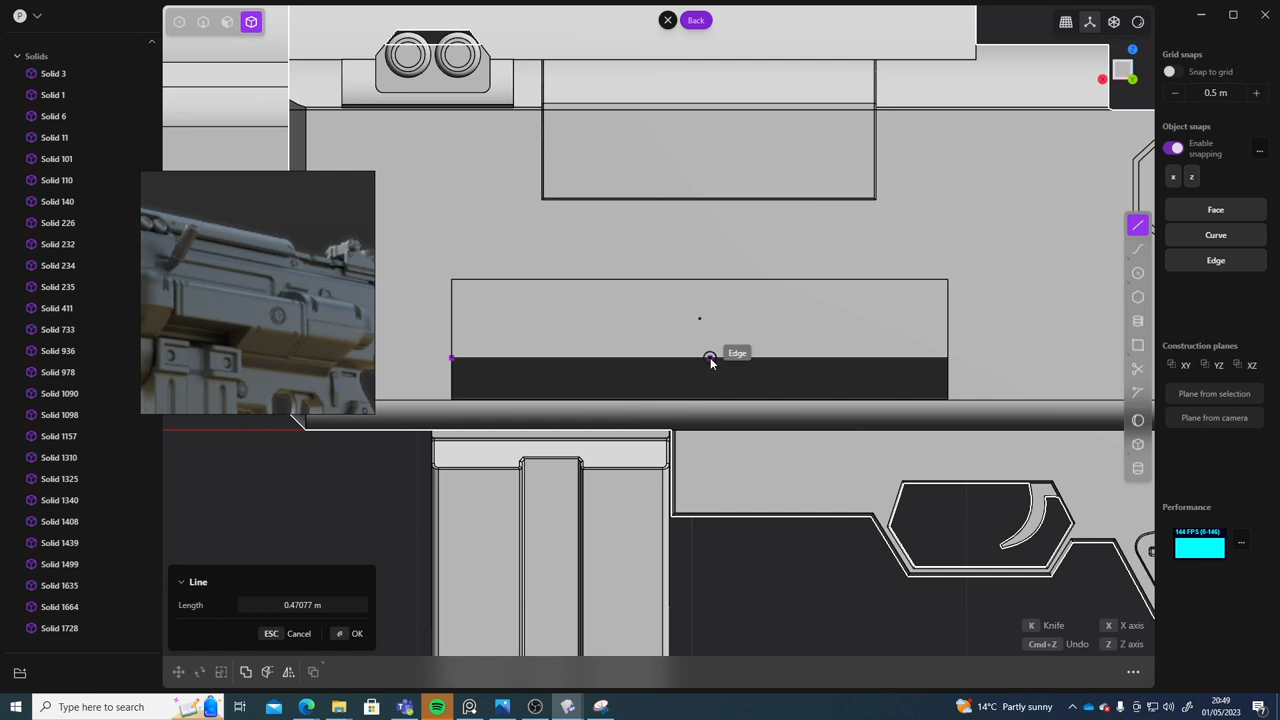 P
Back
Solids
Solid 3
Solid 1
Solid 6
Solid 11
Solid 101
Solid 110
Solid 140
Solid 226
Solid 232
Solid 234
Solid 235
Solid 411
Solid 733
Solid 936
Solid 978
Solid 1090
Solid 1098
Solid 1157
Solid 1310
Solid 1325
Solid 1340
Solid 1408
Solid 1439
Solid 1499
Solid 1635
Solid 1664
Solid 1728
Edge
Line
Length 0.47077 m
ESC Cancel OK
K Knife X X axis
Cmd+Z Undo Z Z axis
Z
X
Y
Grid snaps
Snap to grid
0.5 m
Object snaps
Enable snapping ...
x z
Face
Curve
Edge
Construction planes
XY YZ XZ
Plane from selection
Plane from camera
Performance
144 FPS (0-146)
...
Type here to search
14°C Partly sunny
20:49
01/05/2023